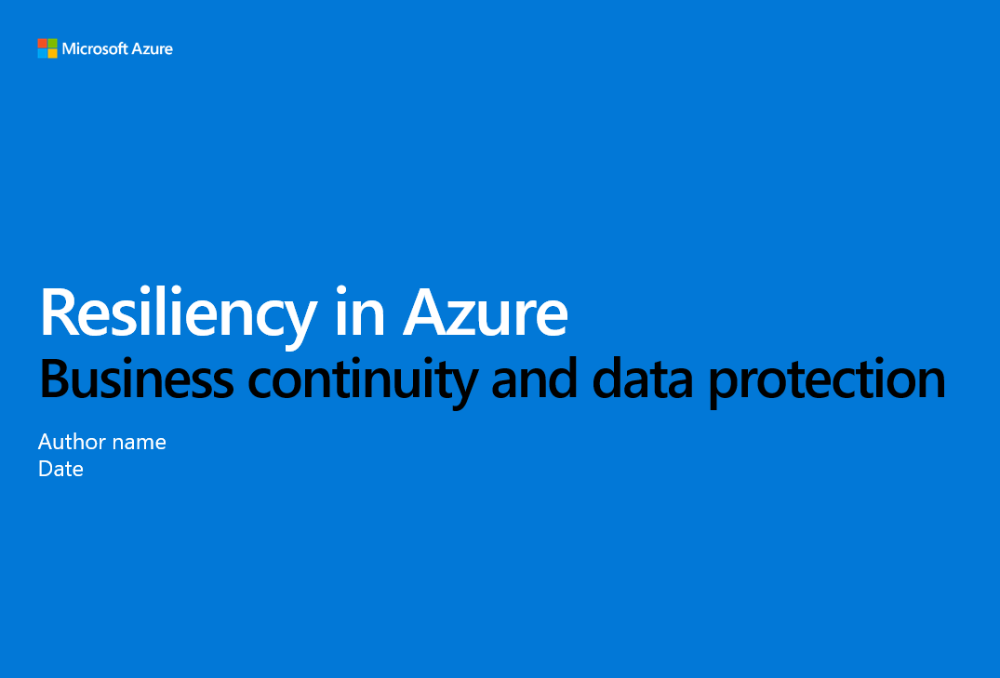 Microsoft Azure
Resiliency in Azure
Business continuity and data protection
Author name
Date